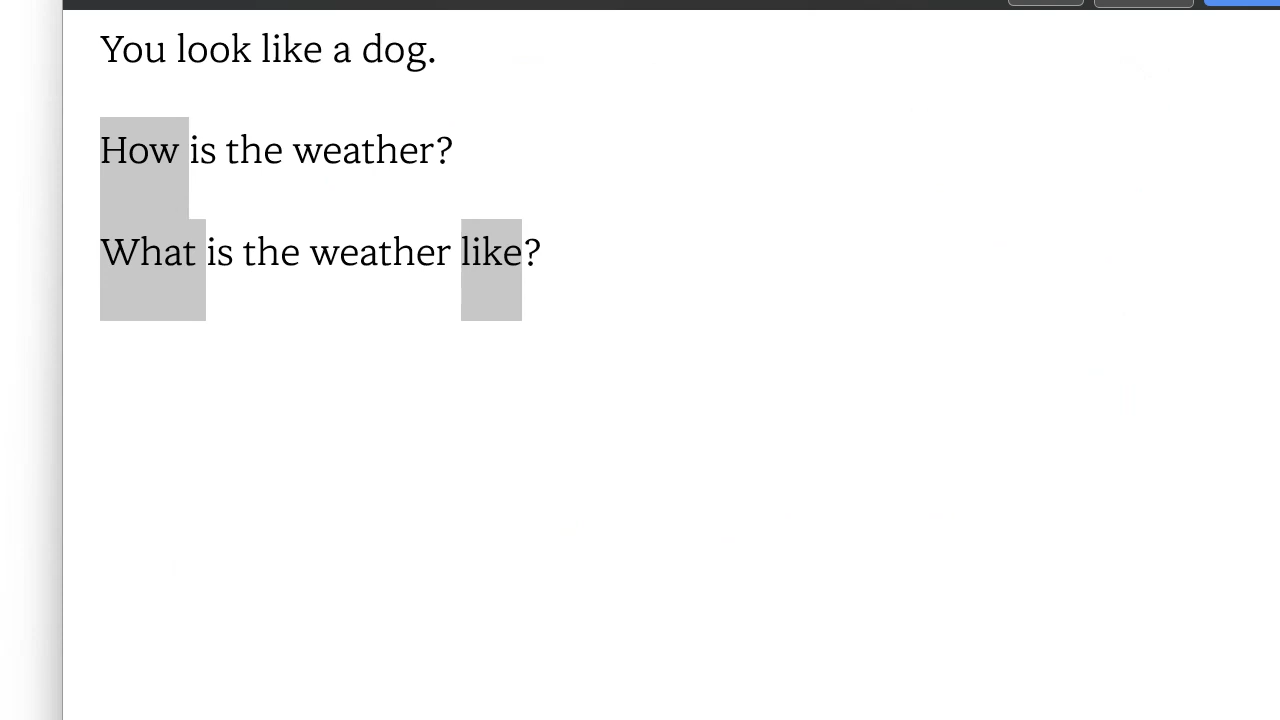 You look like a dog.
How is the weather?
What is the weather like?